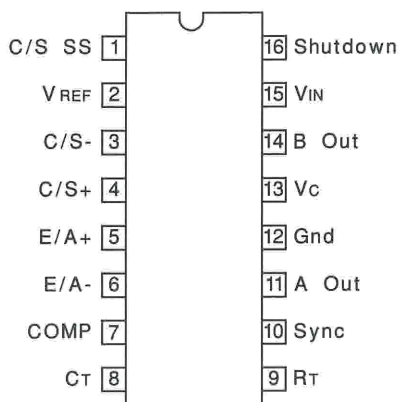 C/S SS 1 16 Shutdown
VREF 2 15 VIN
C/S- 3 14 B Out
C/S+ 4 13 VC
E/A+ 5 12 Gnd
E/A- 6 11 A Out
COMP 7 10 Sync
CT 8 9 RT